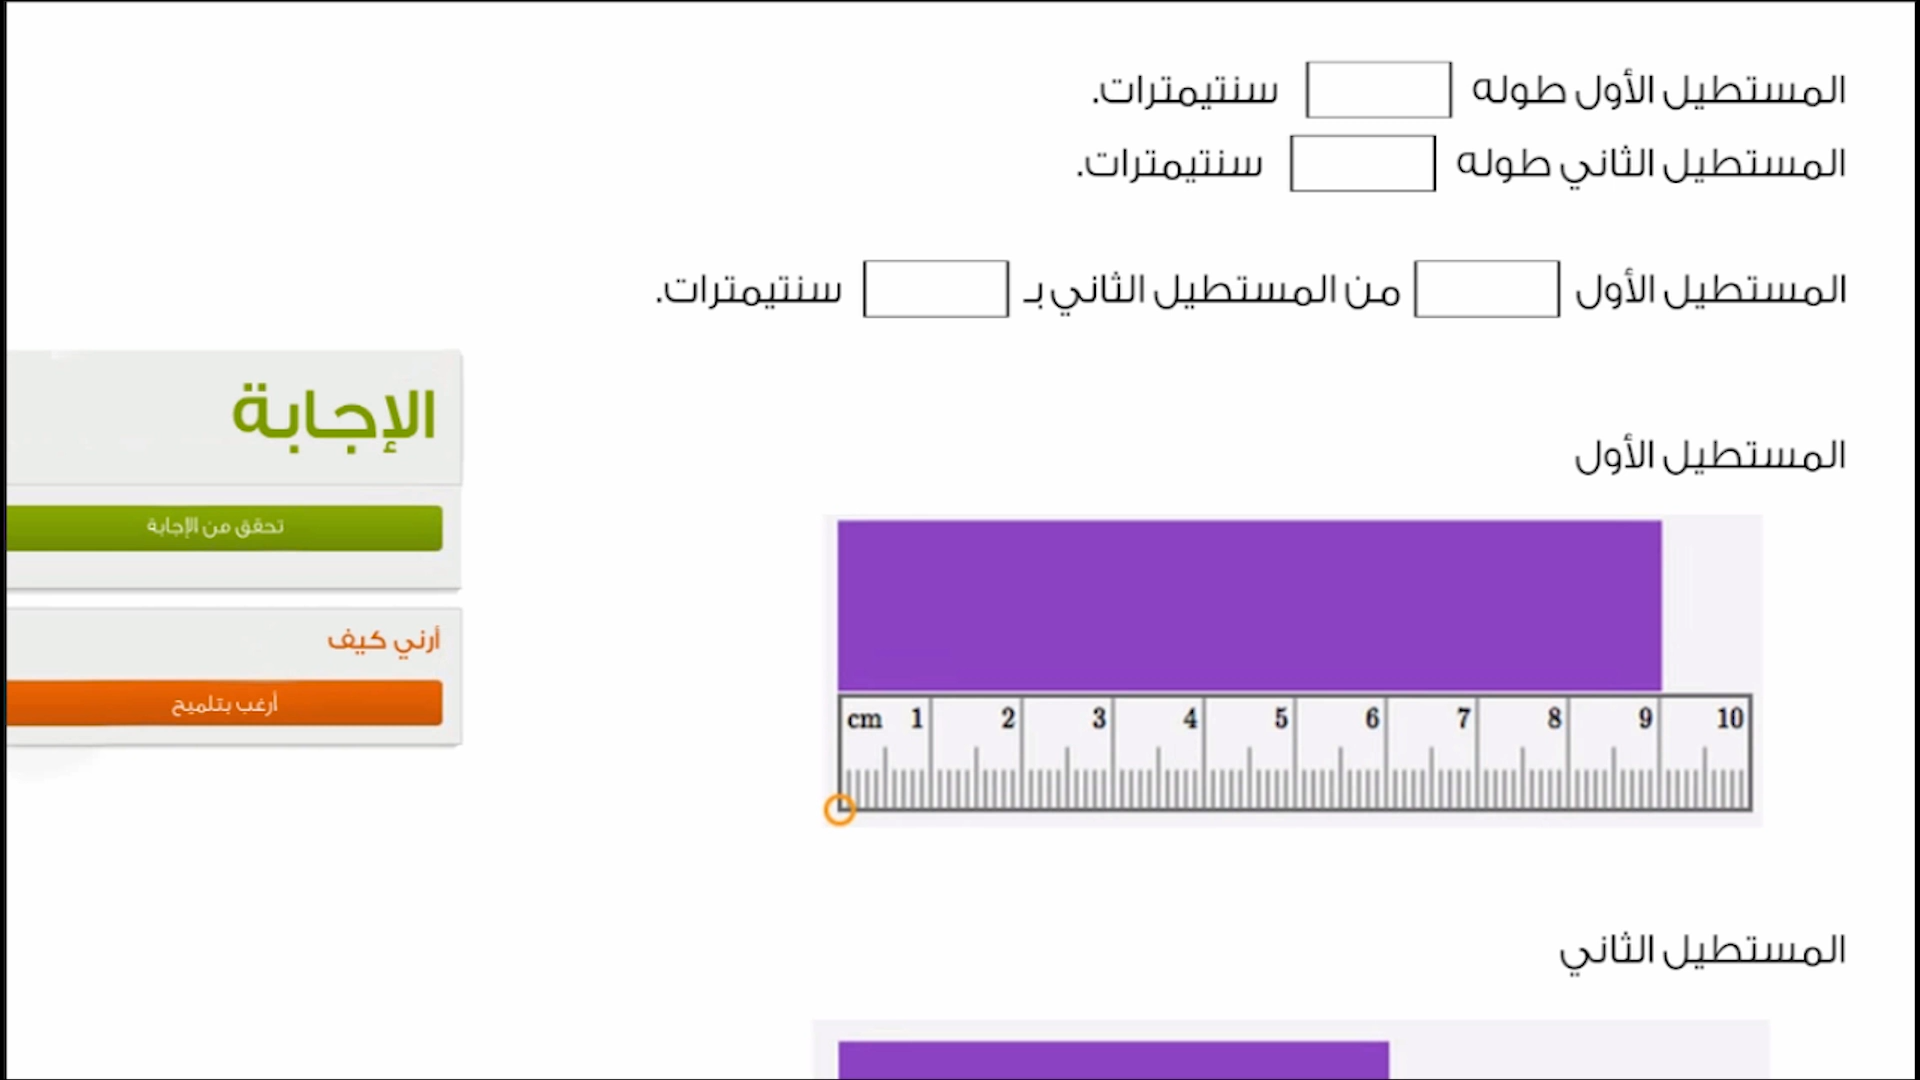 المستطيل الأول طوله سنتيمترات.
المستطيل الثاني طوله سنتيمترات.
المستطيل الأول من المستطيل الثاني بـ سنتيمترات.
الإجابة
تحقق من الإجابة
أرني كيف
أرغب بتلميح
المستطيل الأول
cm 1 2 3 4 5 6 7 8 9 10
المستطيل الثاني